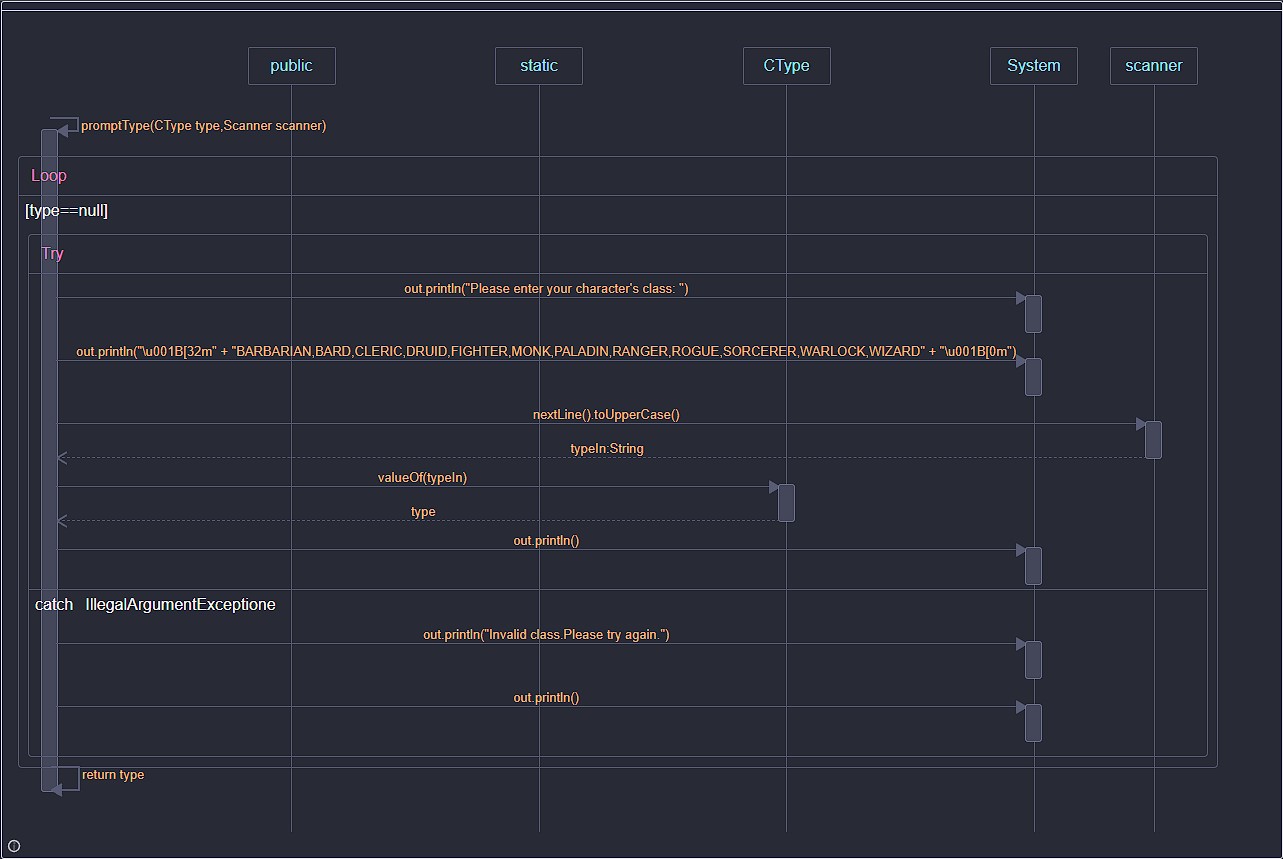 public static CType System scanner
promptType(CType type,Scanner scanner)
Loop
[type==null]
Try
out.println("Please enter your character's class: ")
out.println("\u001B[32m" + "BARBARIAN,BARD,CLERIC,DRUID,FIGHTER,MONK,PALADIN,RANGER,ROGUE,SORCERER,WARLOCK,WIZARD" + "\u001B[0m")
nextLine().toUpperCase()
typeIn:String
valueOf(typeIn)
type
out.println()
catch IllegalArgumentExceptione
out.println("Invalid class.Please try again.")
out.println()
return type